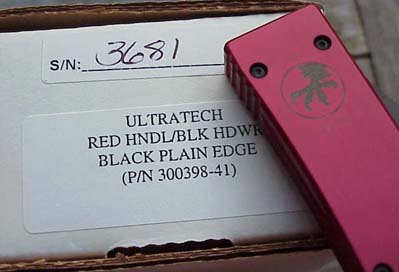 S/N: 3681
ULTRATECH
RED HNDL/BLK HDWR
BLACK PLAIN EDGE
(P/N 300398-41)